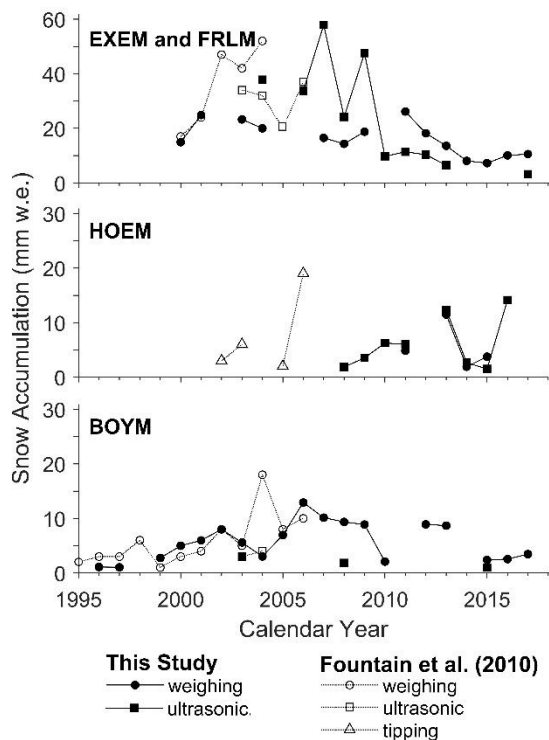 60
EXEM and FRLM
40
20
0
30
HOEM
20
10
0
Snow Accumulation (mm w.e.)
30
BOYM
20
10
0
1995 2000 2005 2010 2015
Calendar Year
This Study Fountain et al. (2010)
weighing weighing
ultrasonic. ultrasonic
tipping